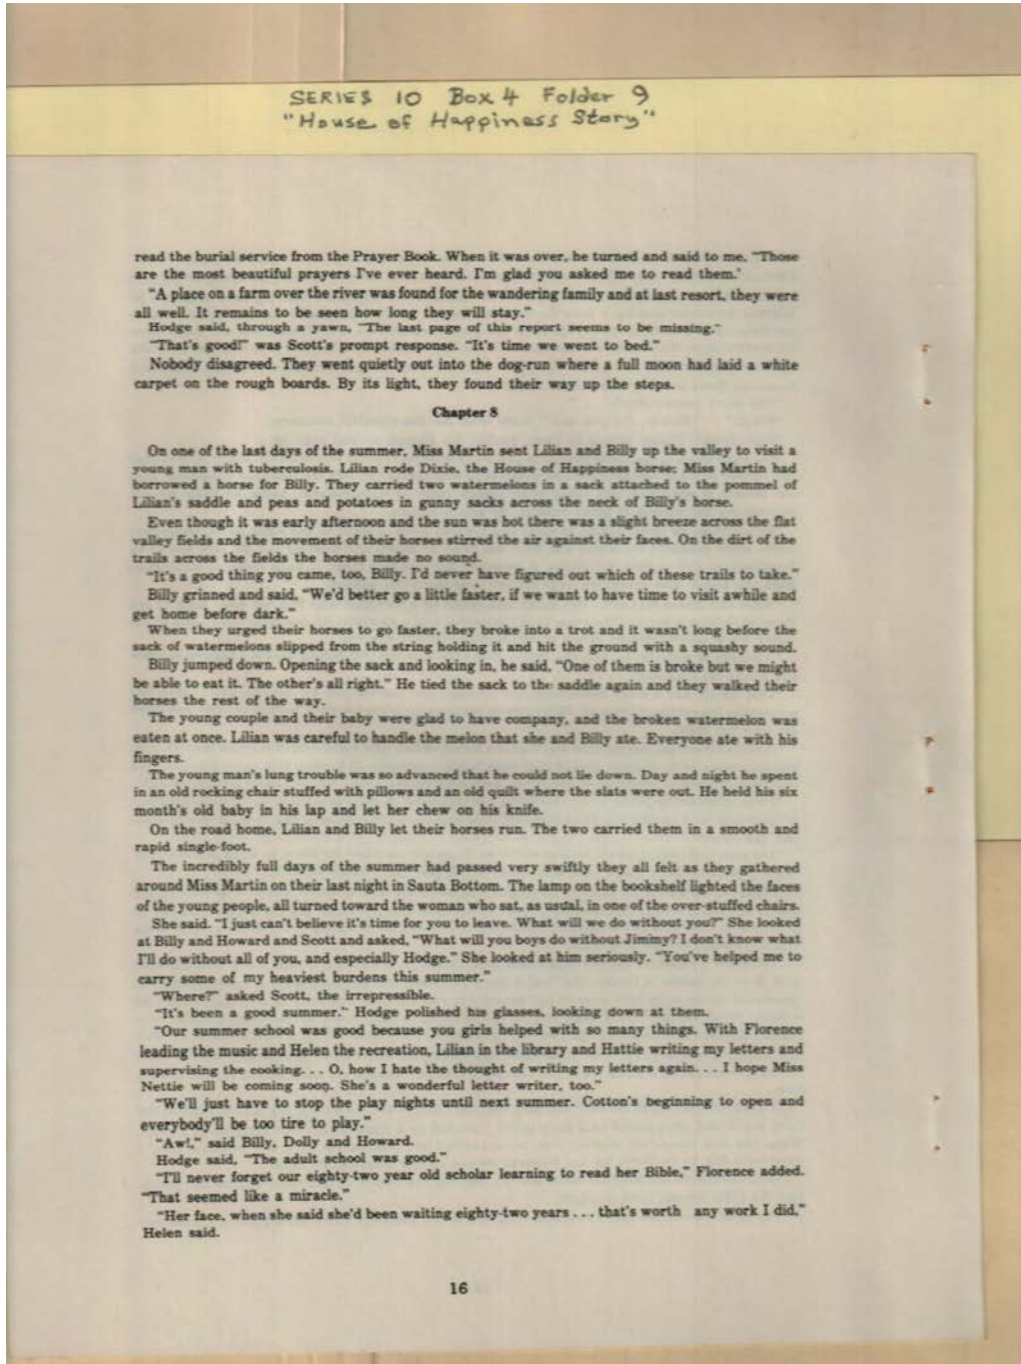 SERIES 10 Box 4 Folder 9
"House of Happiness Story"
read the burial service from the Prayer Book. When it was over, he turned and said to me, "Those
are the most beautiful prayers I've ever heard. I'm glad you asked me to read them.'
"A place on a farm over the river was found for the wandering family and at last resort, they were
all well. It remains to be seen how long they will stay."
Hodge said, through a yawn, "The last page of this report seems to be missing."
"That's good!" was Scott's prompt response. "It's time we went to bed."
Nobody disagreed. They went quietly out into the dog-run where a full moon had laid a white
carpet on the rough boards. By its light, they found their way up the steps.
Chapter 8
On one of the last days of the summer, Miss Martin sent Lilian and Billy up the valley to visit a
young man with tuberculosis. Lilian rode Dixie, the House of Happiness horse; Miss Martin had
borrowed a horse for Billy. They carried two watermelons in a sack attached to the pommel of
Lilian's saddle and peas and potatoes in gunny sacks across the neck of Billy's horse.
Even though it was early afternoon and the sun was hot there was a slight breeze across the flat
valley fields and the movement of their horses stirred the air against their faces. On the dirt of the
trails across the fields the horses made no sound.
"It's a good thing you came, too, Billy. I'd never have figured out which of these trails to take."
Billy grinned and said, "We'd better go a little faster, if we want to have time to visit awhile and
get home before dark."
When they urged their horses to go faster, they broke into a trot and it wasn't long before the
sack of watermelons slipped from the string holding it and hit the ground with a squashy sound.
Billy jumped down. Opening the sack and looking in, he said, "One of them is broke but we might
be able to eat it. The other's all right." He tied the sack to the saddle again and they walked their
horses the rest of the way.
The young couple and their baby were glad to have company, and the broken watermelon was
eaten at once. Lilian was careful to handle the melon that she and Billy ate. Everyone ate with his
fingers.
The young man's lung trouble was so advanced that he could not lie down. Day and night he spent
in an old rocking chair stuffed with pillows and an old quilt where the slats were out. He held his six
month's old baby in his lap and let her chew on his knife.
On the road home, Lilian and Billy let their horses run. The two carried them in a smooth and
rapid single-foot.
The incredibly full days of the summer had passed very swiftly they all felt as they gathered
around Miss Martin on their last night in Sauta Bottom. The lamp on the bookshelf lighted the faces
of the young people, all turned toward the woman who sat, as usual, in one of the over-stuffed chairs.
She said. "I just can't believe it's time for you to leave. What will we do without you?" She looked
at Billy and Howard and Scott and asked, "What will you boys do without Jimmy? I don't know what
I'll do without all of you, and especially Hodge." She looked at him seriously. "You've helped me to
carry some of my heaviest burdens this summer."
"Where?" asked Scott, the irrepressible.
"It's been a good summer." Hodge polished his glasses, looking down at them.
"Our summer school was good because you girls helped with so many things. With Florence
leading the music and Helen the recreation, Lilian in the library and Hattie writing my letters and
supervising the cooking. . . O, how I hate the thought of writing my letters again. . . I hope Miss
Nettie will be coming soon. She's a wonderful letter writer, too."
"We'll just have to stop the play nights until next summer. Cotton's beginning to open and
everybody'll be too tire to play."
"Aw!," said Billy, Dolly and Howard.
Hodge said, "The adult school was good."
"I'll never forget our eighty-two year old scholar learning to read her Bible," Florence added.
"That seemed like a miracle."
"Her face, when she said she'd been waiting eighty-two years . . . that's worth any work I did,"
Helen said.
16